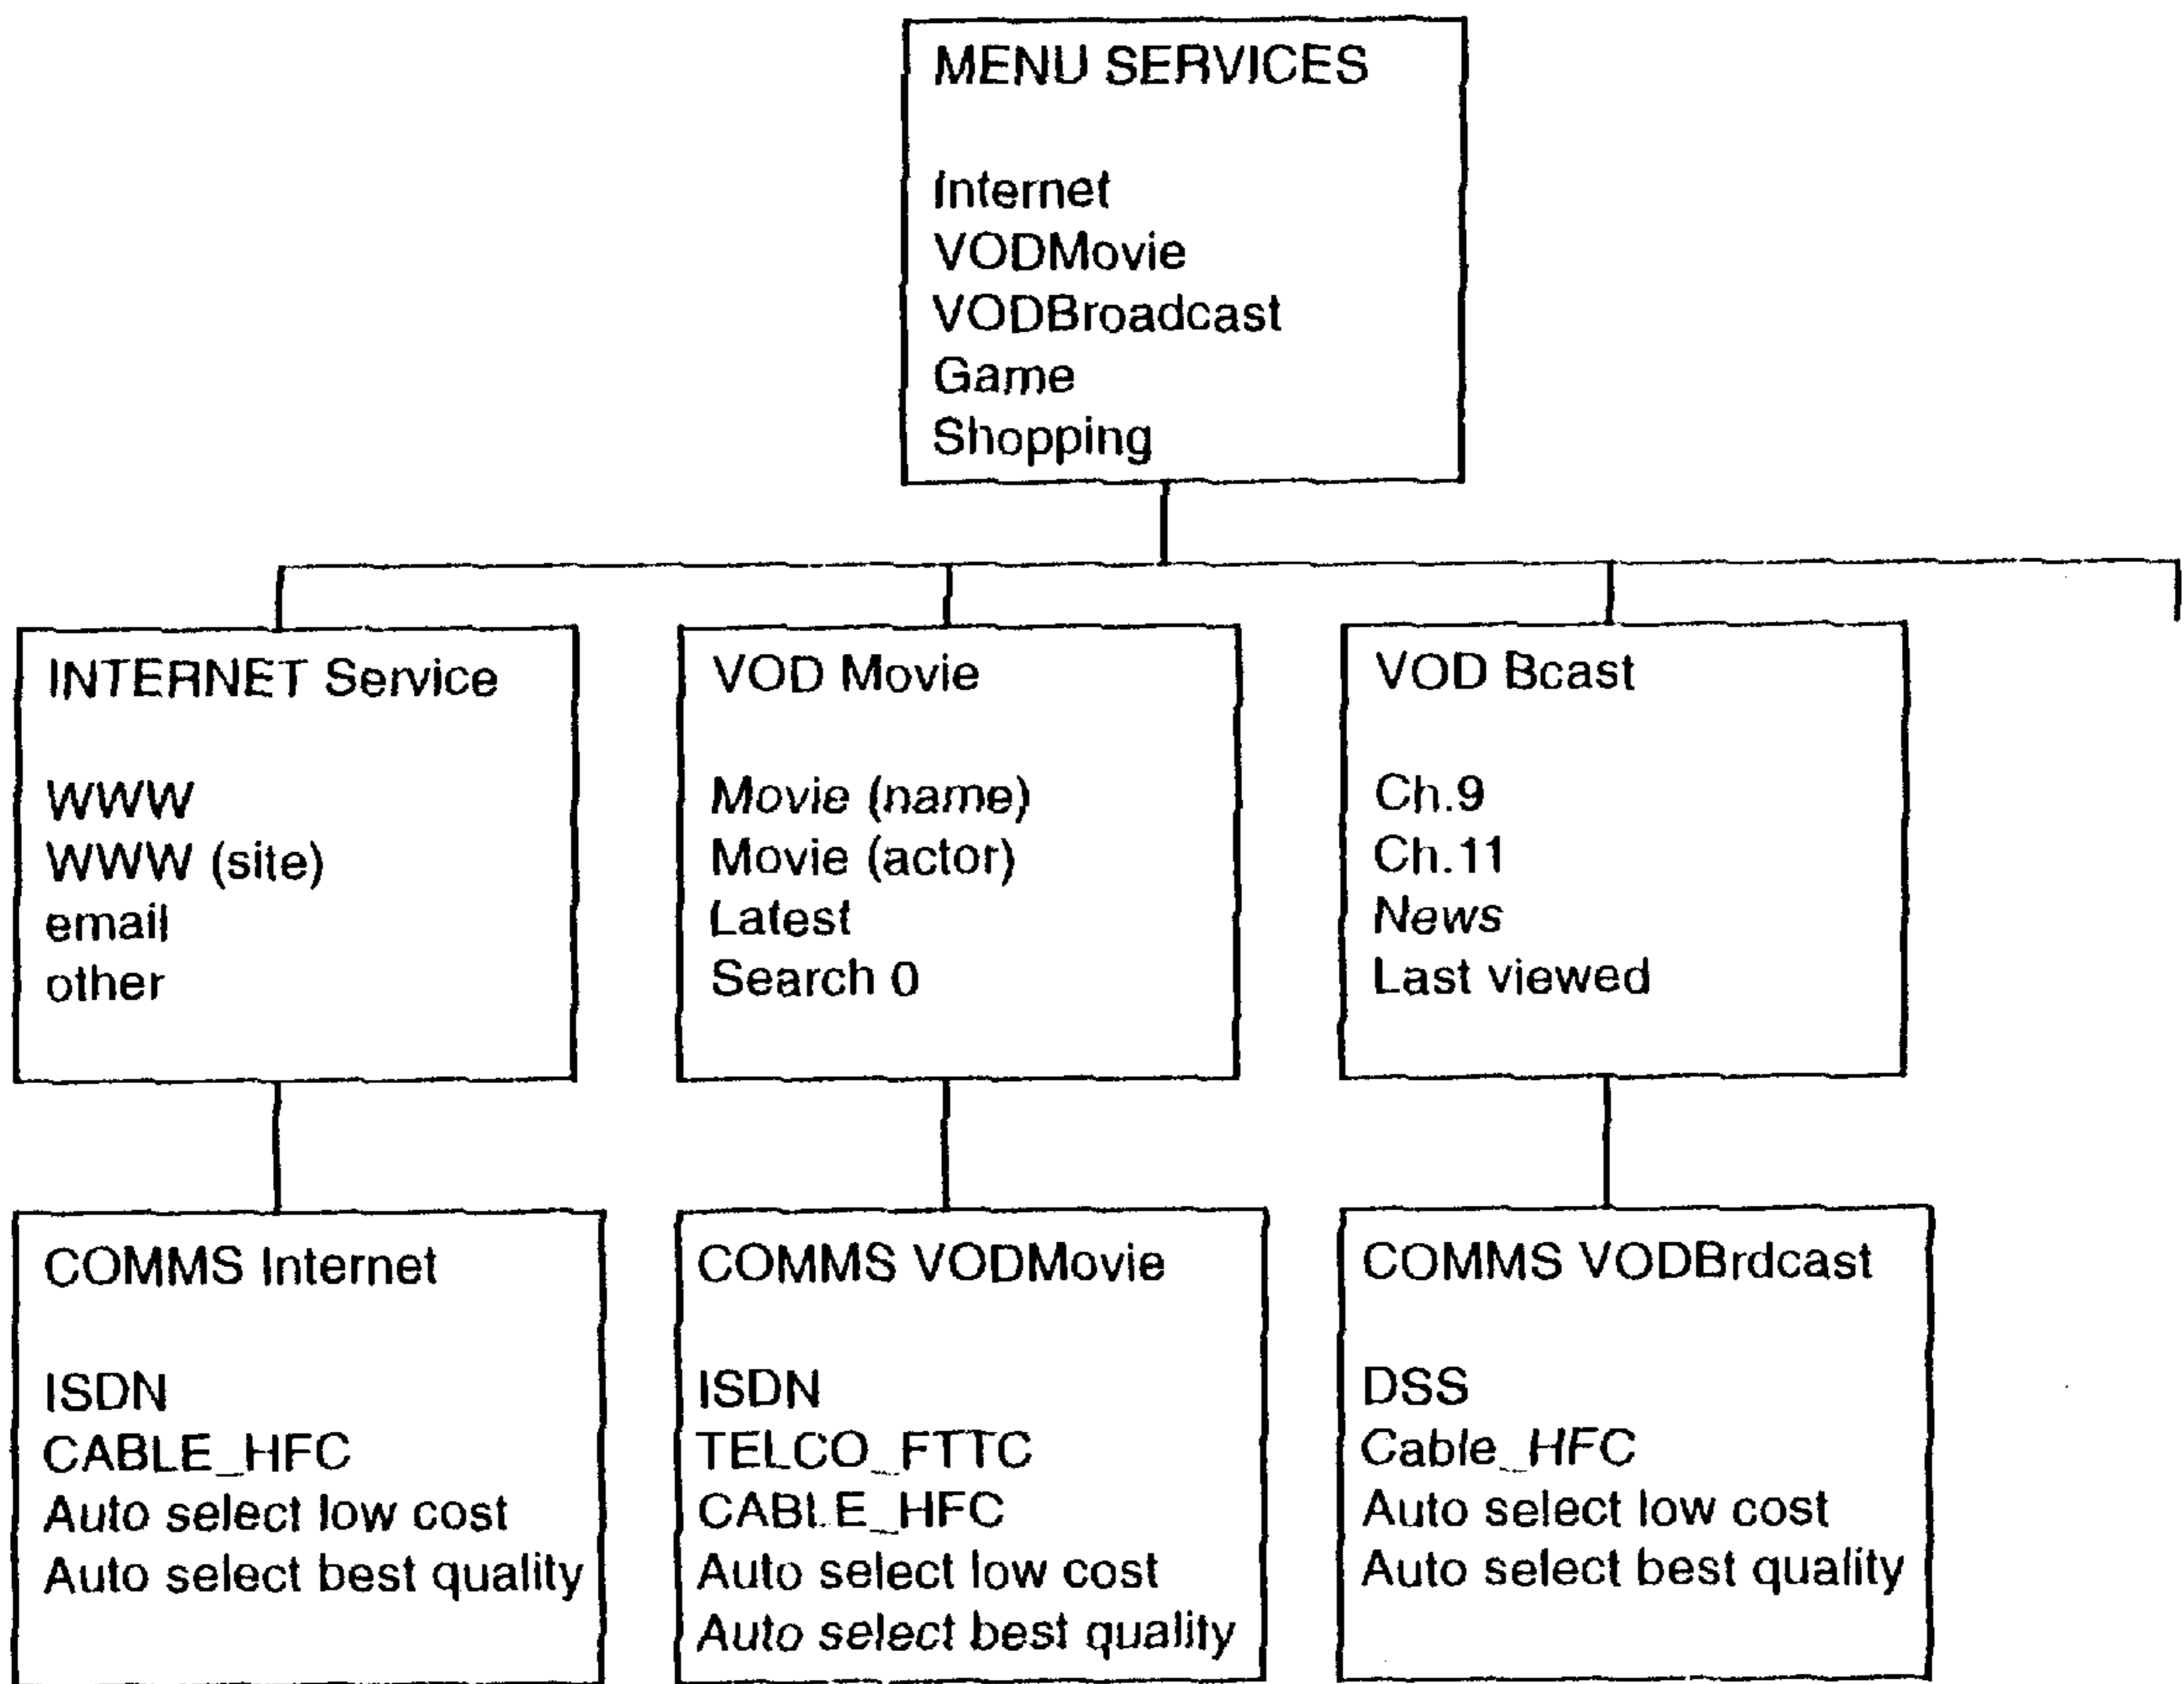 MENU SERVICES
Internet
VODMovie
VODBroadcast
Game
Shopping
INTERNET Service
WWW
WWW (site)
email
other
VOD Movie
Movie (name)
Movie (actor)
Latest
Search 0
VOD Bcast
Ch.9
Ch.11
News
Last viewed
COMMS Internet
ISDN
CABLE_HFC
Auto select low cost
Auto select best quality
COMMS VODMovie
ISDN
TELCO_FTTC
CABLE_HFC
Auto select low cost
Auto select best quality
COMMS VODBrdcast
DSS
Cable_HFC
Auto select low cost
Auto select best quality